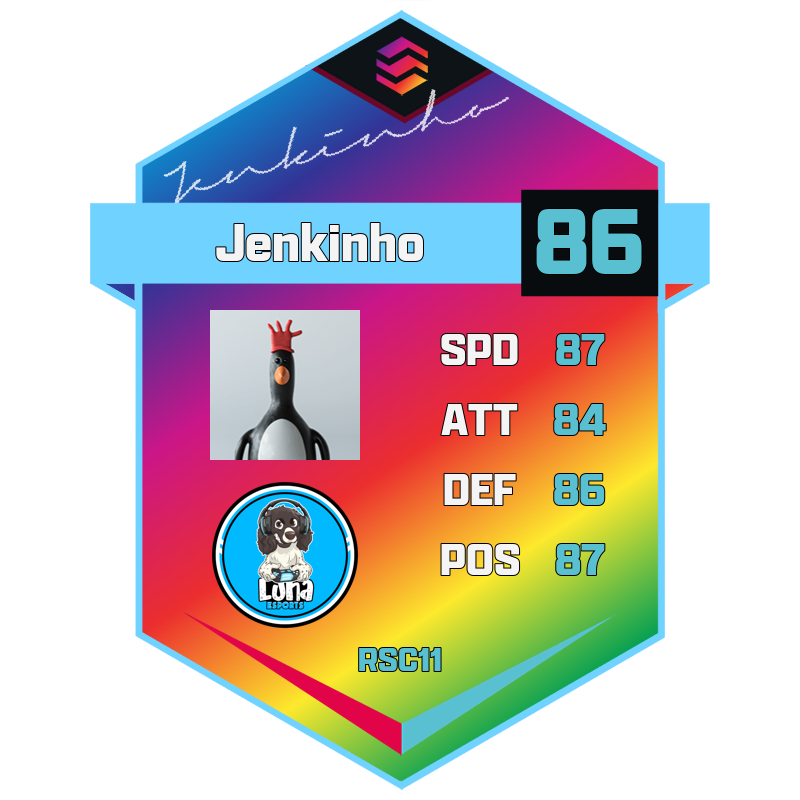 Jenkinho
Jenkinho 86
SPD 87
ATT 84
DEF 86
Luna
ESPORTS
POS 87
RSC11